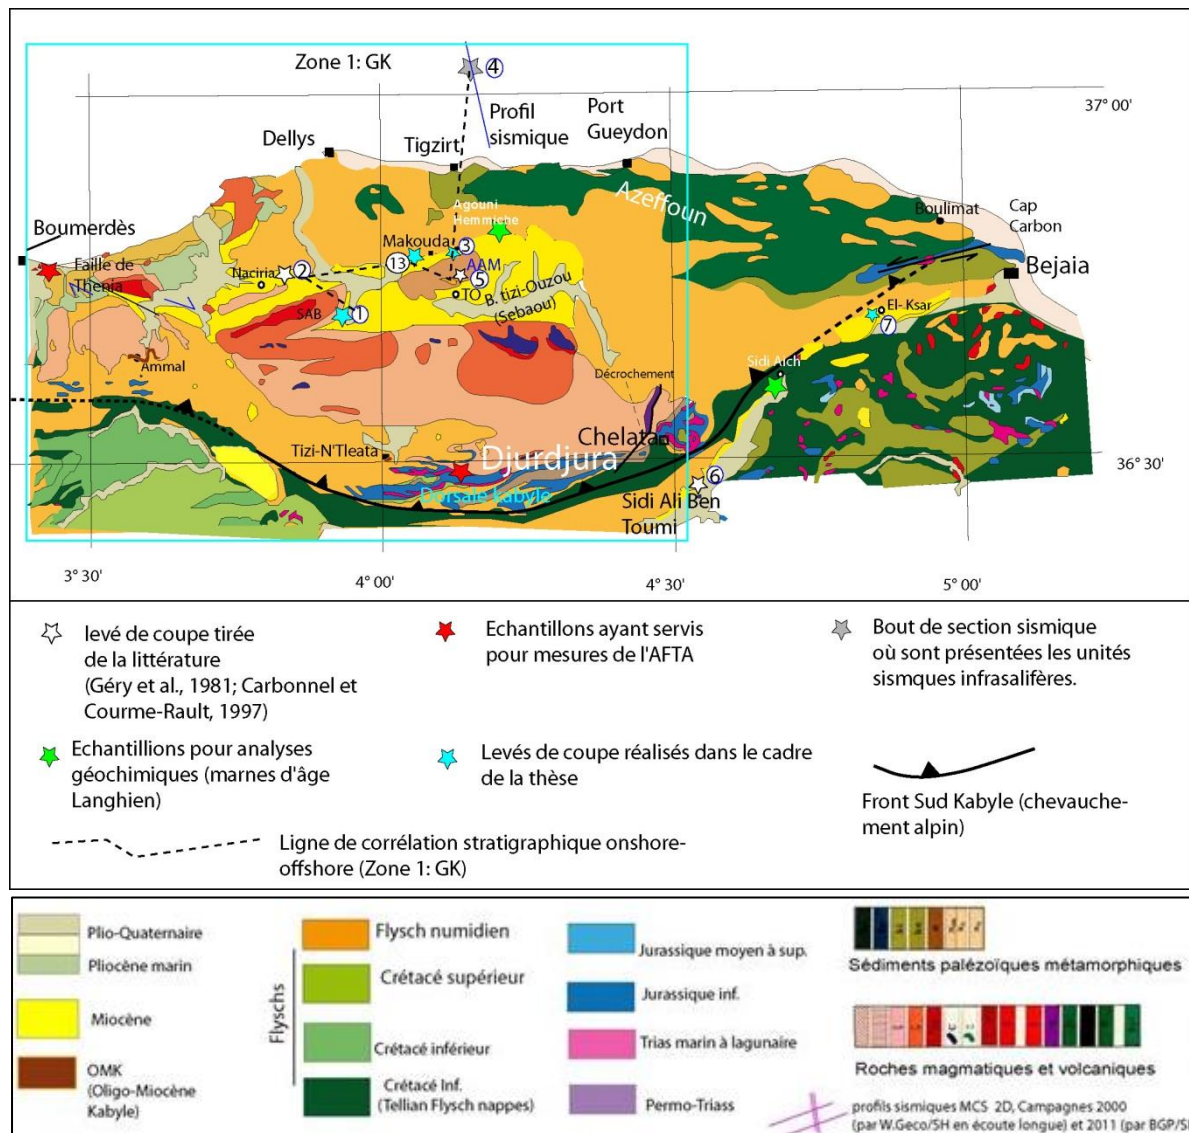 Zone 1: GK
4
37° 00'
Profil
sismique
Port
Gueydon
Dellys
Tigzirt
Azeffoun
Agouni
Hemmiche
Boulimat
Cap
Carbon
Boumerdès
Makouda
3
Bejaia
Faille de
Thenia
Naciria
2
13
AAM
5
TO
B. tizi-Ouzou
(Sebaou)
SAB
1
El- Ksar
7
Ammal
Sidi Aich
Décrochement
Tizi-N'Tleata
Chelata
Djurdjura
36° 30'
Dorsale kabyle
6
Sidi Ali Ben
Toumi
3° 30'
4° 00'
4° 30'
5° 00'
levé de coupe tirée
de la littérature
(Géry et al., 1981; Carbonnel et
Courme-Rault, 1997)
Echantillons ayant servis
pour mesures de l'AFTA
Bout de section sismique
où sont présentées les unités
sismques infrasalifères.
Echantillions pour analyses
géochimiques (marnes d'âge
Langhien)
Levés de coupe réalisés dans le cadre
de la thèse
Front Sud Kabyle (chevauche-
ment alpin)
Ligne de corrélation stratigraphique onshore-
offshore (Zone 1: GK)
Plio-Quaternaire
Pliocène marin
Miocène
OMK
(Oligo-Miocène
Kabyle)
Flyschs
Flysch numidien
Crétacé supérieur
Crétacé inférieur
Crétacé Inf.
(Tellian Flysch nappes)
Jurassique moyen à sup.
Jurassique inf.
Trias marin à lagunaire
Permo-Triass
Sédiments palézoïques métamorphiques
Roches magmatiques et volcaniques
profils sismiques MCS 2D, Campagnes 2000
(par W.Geco/SH en écoute longue) et 2011 (par BGP/S